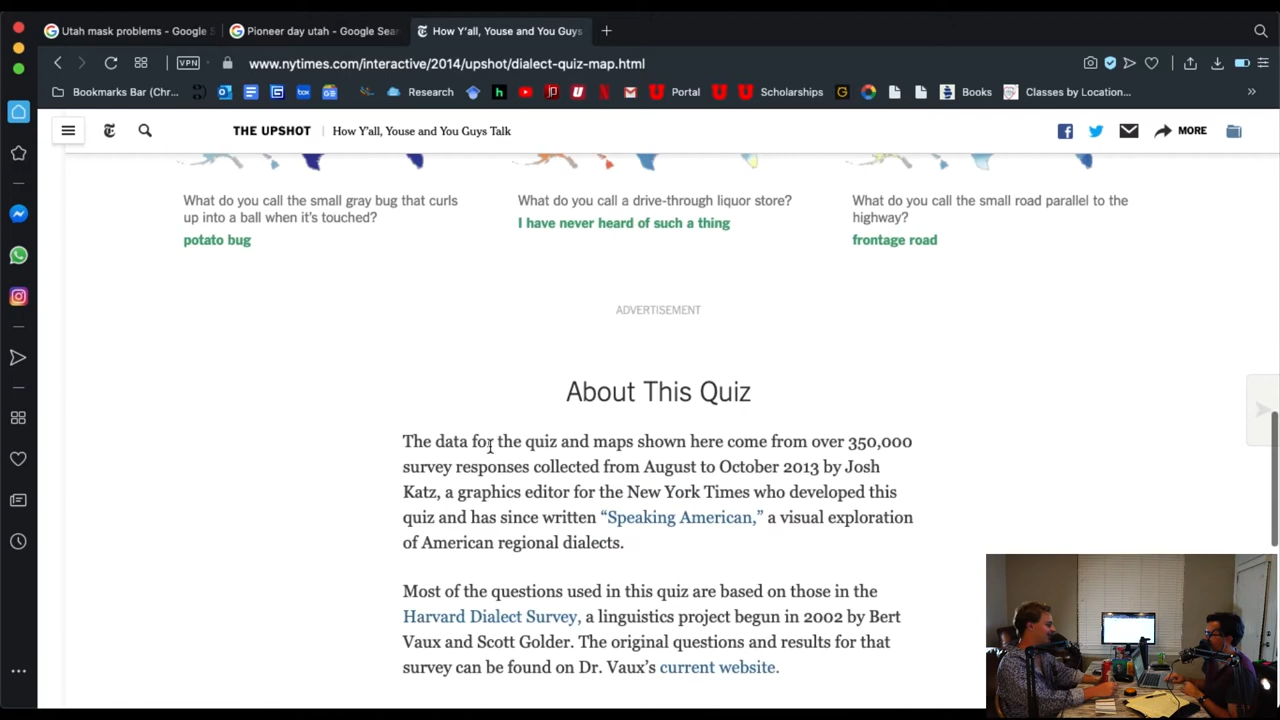 Utah mask problems - Google S
Pioneer day utah - Google Sear
How Y'all, Youse and You Guys
VPN
www.nytimes.com/interactive/2014/upshot/dialect-quiz-map.html
Bookmarks Bar (Chr...
Research
Portal
Scholarships
Books
Classes by Location...
THE UPSHOT
How Y'all, Youse and You Guys Talk
MORE
What do you call the small gray bug that curls
up into a ball when it's touched?
potato bug
What do you call a drive-through liquor store?
I have never heard of such a thing
What do you call the small road parallel to the
highway?
frontage road
ADVERTISEMENT
About This Quiz
The data for the quiz and maps shown here come from over 350,000
survey responses collected from August to October 2013 by Josh
Katz, a graphics editor for the New York Times who developed this
quiz and has since written “Speaking American,” a visual exploration
of American regional dialects.
Most of the questions used in this quiz are based on those in the
Harvard Dialect Survey, a linguistics project begun in 2002 by Bert
Vaux and Scott Golder. The original questions and results for that
survey can be found on Dr. Vaux's current website.